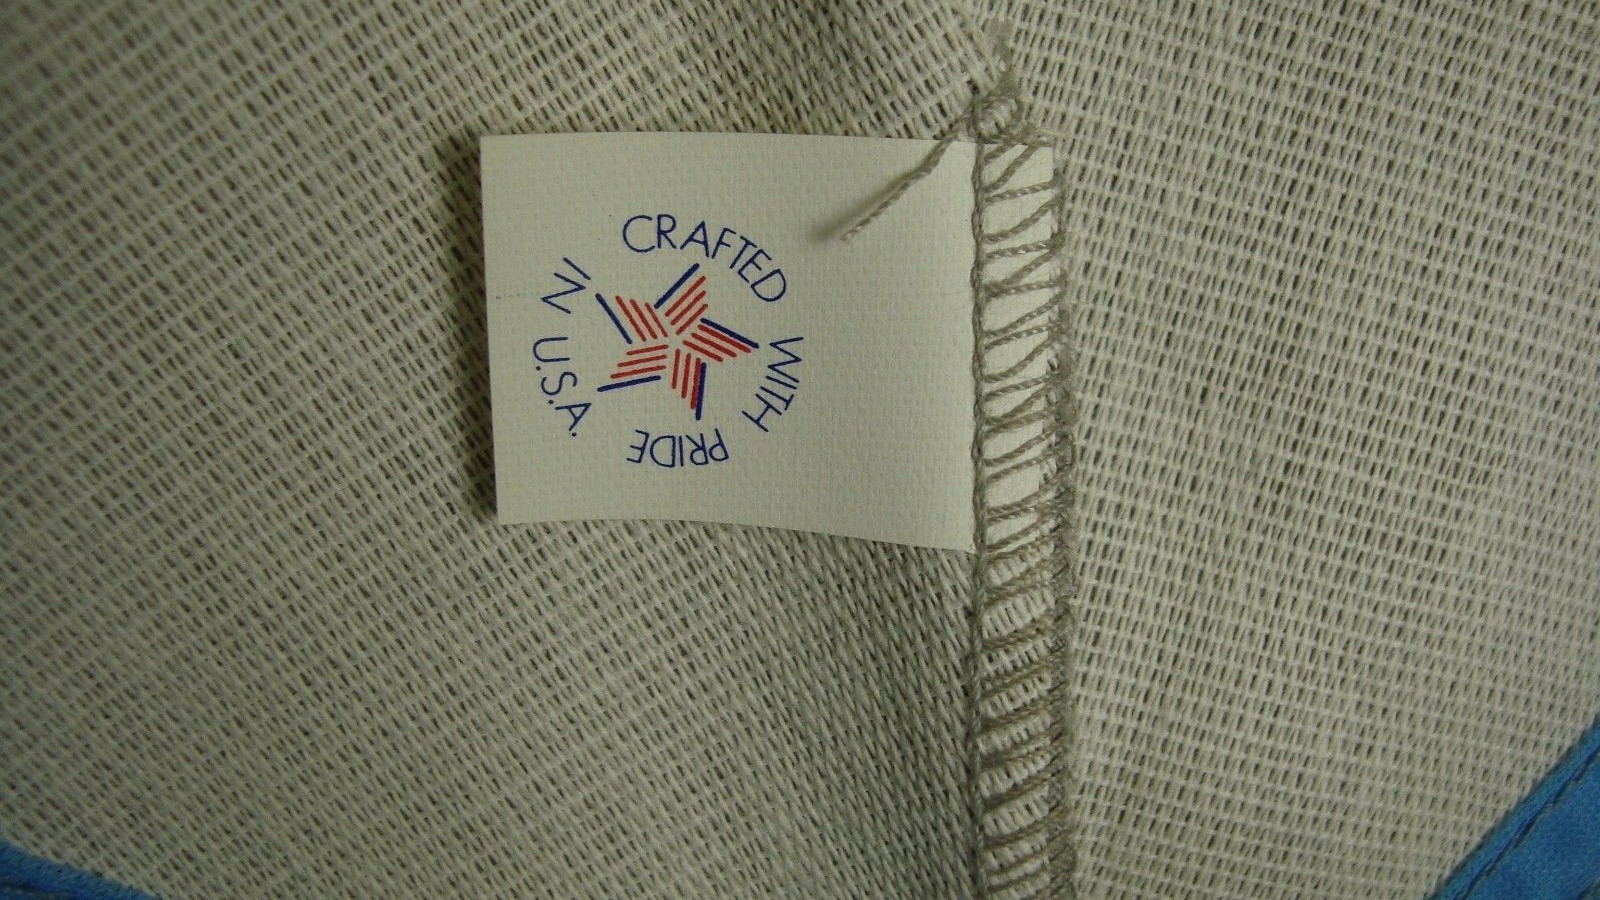 CRAFTED WITH PRIDE IN U.S.A.